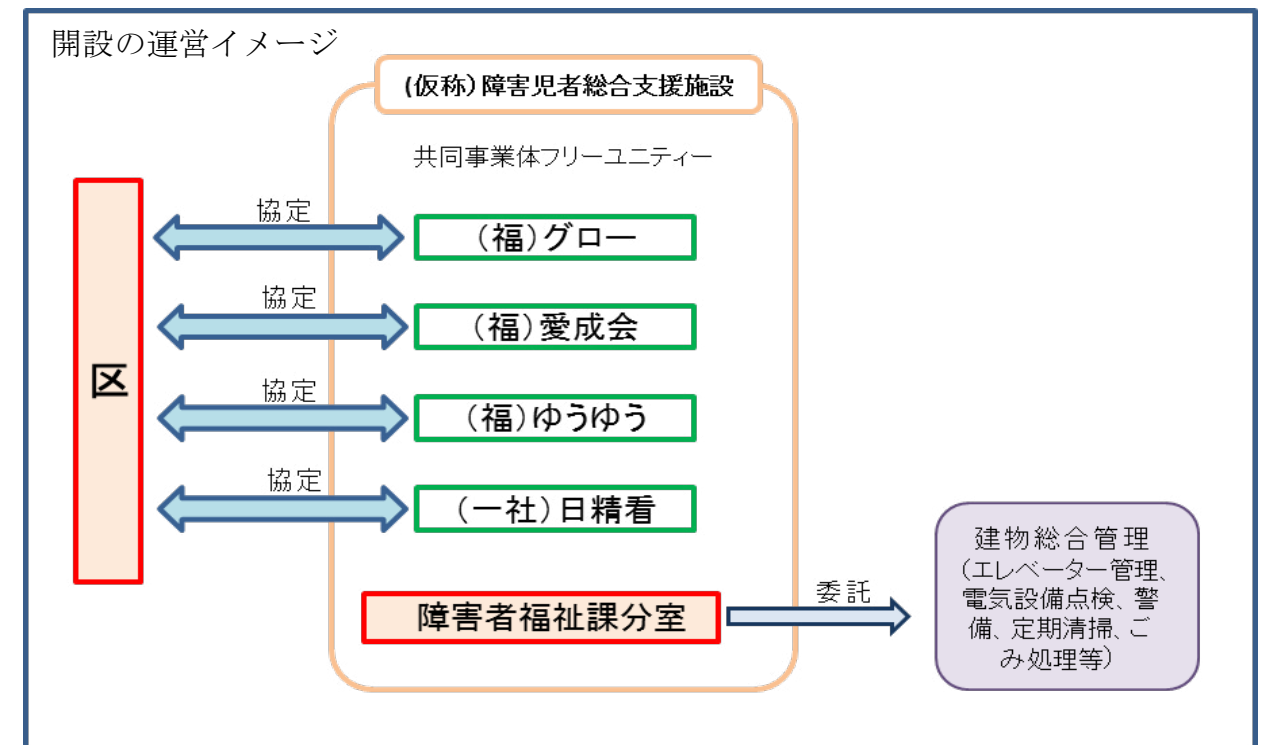 開設の運営イメージ
(仮称)障害児者総合支援施設
共同事業体フリーユニティー
区
協定
(福)グロー
協定
(福)愛成会
協定
(福)ゆうゆう
協定
(一社)日精看
障害者福祉課分室
委託
建物総合管理
(エレベーター管理、
電気設備点検、警
備、定期清掃、ご
み処理等)